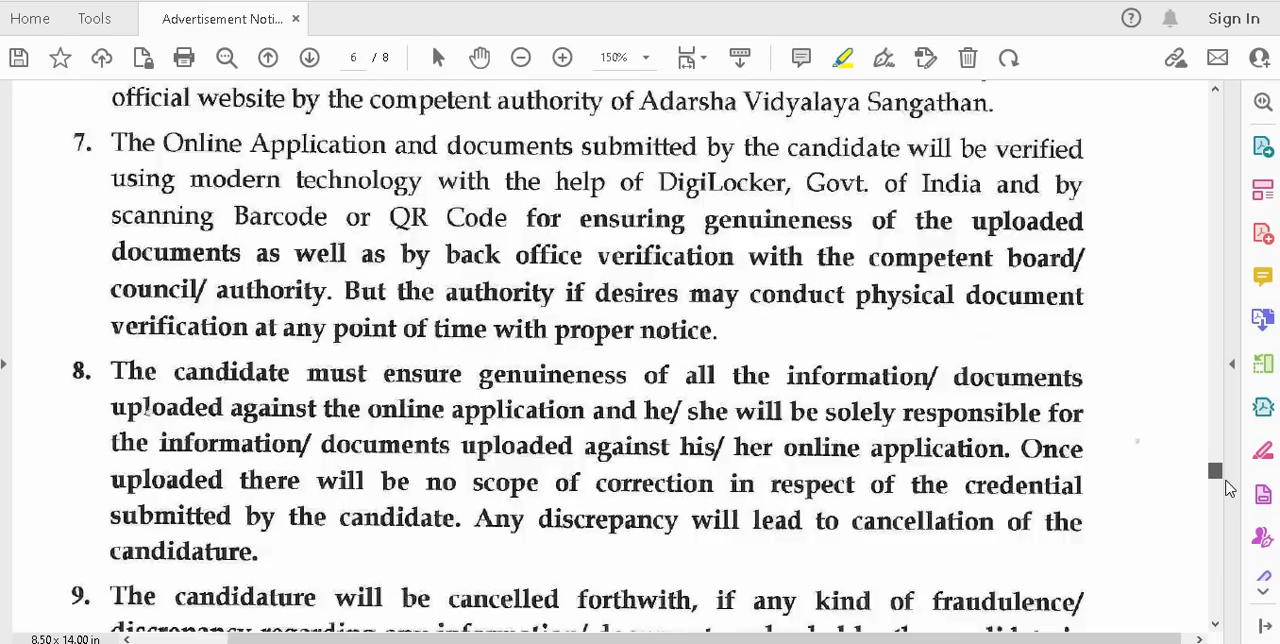 Home Tools Advertisement Noti... × Sign In
6 / 8 150%
official website by the competent authority of Adarsha Vidyalaya Sangathan.
7. The Online Application and documents submitted by the candidate will be verified
using modern technology with the help of DigiLocker, Govt. of India and by
scanning Barcode or QR Code for ensuring genuineness of the uploaded
documents as well as by back office verification with the competent board/
council/ authority. But the authority if desires may conduct physical document
verification at any point of time with proper notice.
8. The candidate must ensure genuineness of all the information/ documents
uploaded against the online application and he/ she will be solely responsible for
the information/ documents uploaded against his/ her online application. Once
uploaded there will be no scope of correction in respect of the credential
submitted by the candidate. Any discrepancy will lead to cancellation of the
candidature.
9. The candidature will be cancelled forthwith, if any kind of fraudulence/
discrepancy regarding any information/
8.50 x 14.00 in